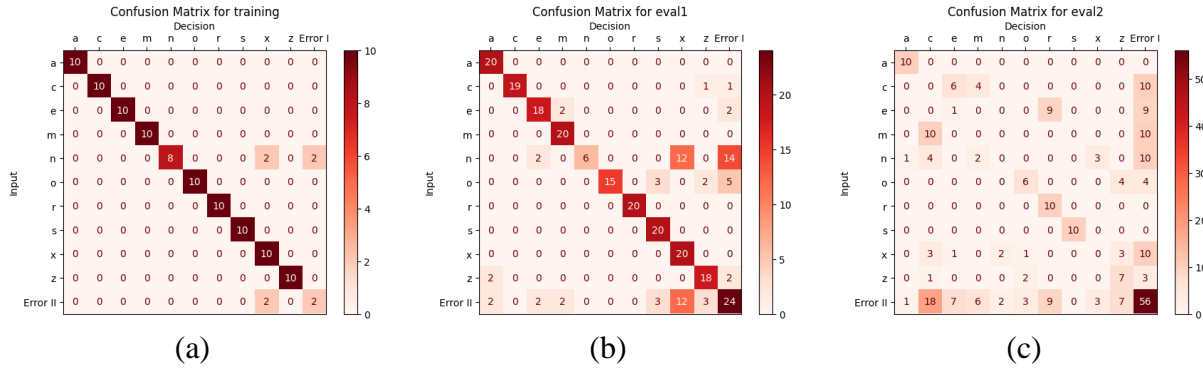 Confusion Matrix for training
Decision
a c e m n o r s x z Error I
Input
a 10 0 0 0 0 0 0 0 0 0 0
c 0 10 0 0 0 0 0 0 0 0 0
e 0 0 10 0 0 0 0 0 0 0 0
m 0 0 0 10 0 0 0 0 0 0 0
n 0 0 0 0 8 0 0 0 2 0 2
o 0 0 0 0 0 10 0 0 0 0 0
r 0 0 0 0 0 0 10 0 0 0 0
s 0 0 0 0 0 0 0 10 0 0 0
x 0 0 0 0 0 0 0 0 10 0 0
z 0 0 0 0 0 0 0 0 0 10 0
Error II 0 0 0 0 0 0 0 0 2 0 2
10
8
6
4
2
0
(a)
Confusion Matrix for eval1
Decision
a c e m n o r s x z Error I
Input
a 20 0 0 0 0 0 0 0 0 0 0
c 0 19 0 0 0 0 0 0 0 1 1
e 0 0 18 2 0 0 0 0 0 0 2
m 0 0 0 20 0 0 0 0 0 0 0
n 0 0 2 0 6 0 0 0 12 0 14
o 0 0 0 0 0 15 0 3 0 2 5
r 0 0 0 0 0 0 20 0 0 0 0
s 0 0 0 0 0 0 0 20 0 0 0
x 0 0 0 0 0 0 0 0 20 0 0
z 2 0 0 0 0 0 0 0 0 18 2
Error II 2 0 2 2 0 0 0 3 12 3 24
20
15
10
5
0
(b)
Confusion Matrix for eval2
Decision
a c e m n o r s x z Error I
Input
a 10 0 0 0 0 0 0 0 0 0 0
c 0 0 6 4 0 0 0 0 0 0 10
e 0 0 1 0 0 0 9 0 0 0 9
m 0 10 0 0 0 0 0 0 0 0 10
n 1 4 0 2 0 0 0 0 3 0 10
o 0 0 0 0 0 6 0 0 0 4 4
r 0 0 0 0 0 0 10 0 0 0 0
s 0 0 0 0 0 0 0 10 0 0 0
x 0 3 1 0 2 1 0 0 0 3 10
z 0 1 0 0 0 2 0 0 0 7 3
Error II 1 18 7 6 2 3 9 0 3 7 56
50
40
30
20
10
0
(c)